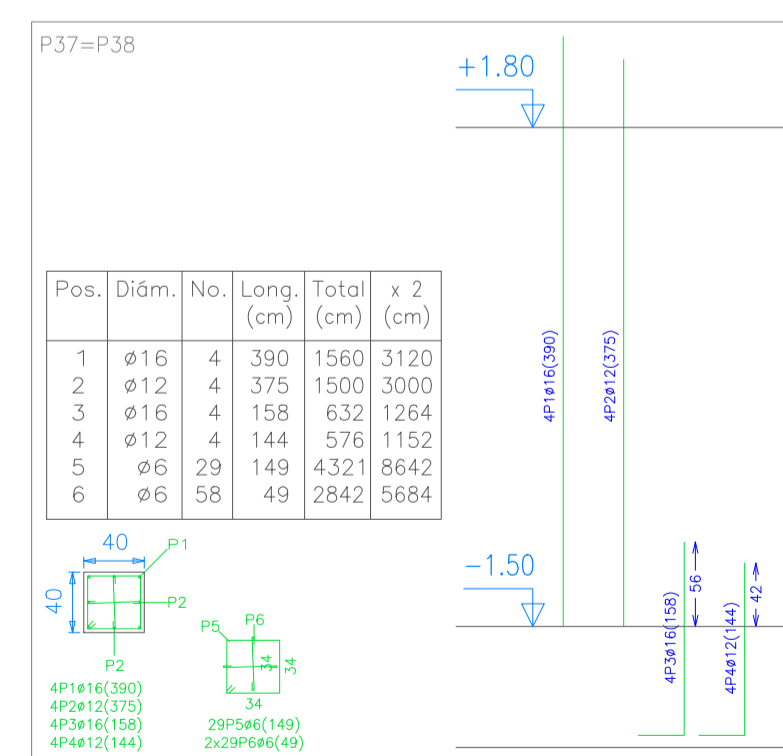 P37=P38
+1.80
Pos. Diám. No. Long. (cm) Total (cm) x 2 (cm)
1 ø16 4 390 1560 3120
2 ø12 4 375 1500 3000
3 ø16 4 158 632 1264
4 ø12 4 144 576 1152
5 ø6 29 149 4321 8642
6 ø6 58 49 2842 5684
4P1ø16(390)
4P2ø12(375)
-1.50
56
42
4P3ø16(158)
4P4ø12(144)
40
40
P1
P2
P2
4P1ø16(390)
4P2ø12(375)
4P3ø16(158)
4P4ø12(144)
P5
P6
34
34
34
29P5ø6(149)
2x29P6ø6(49)